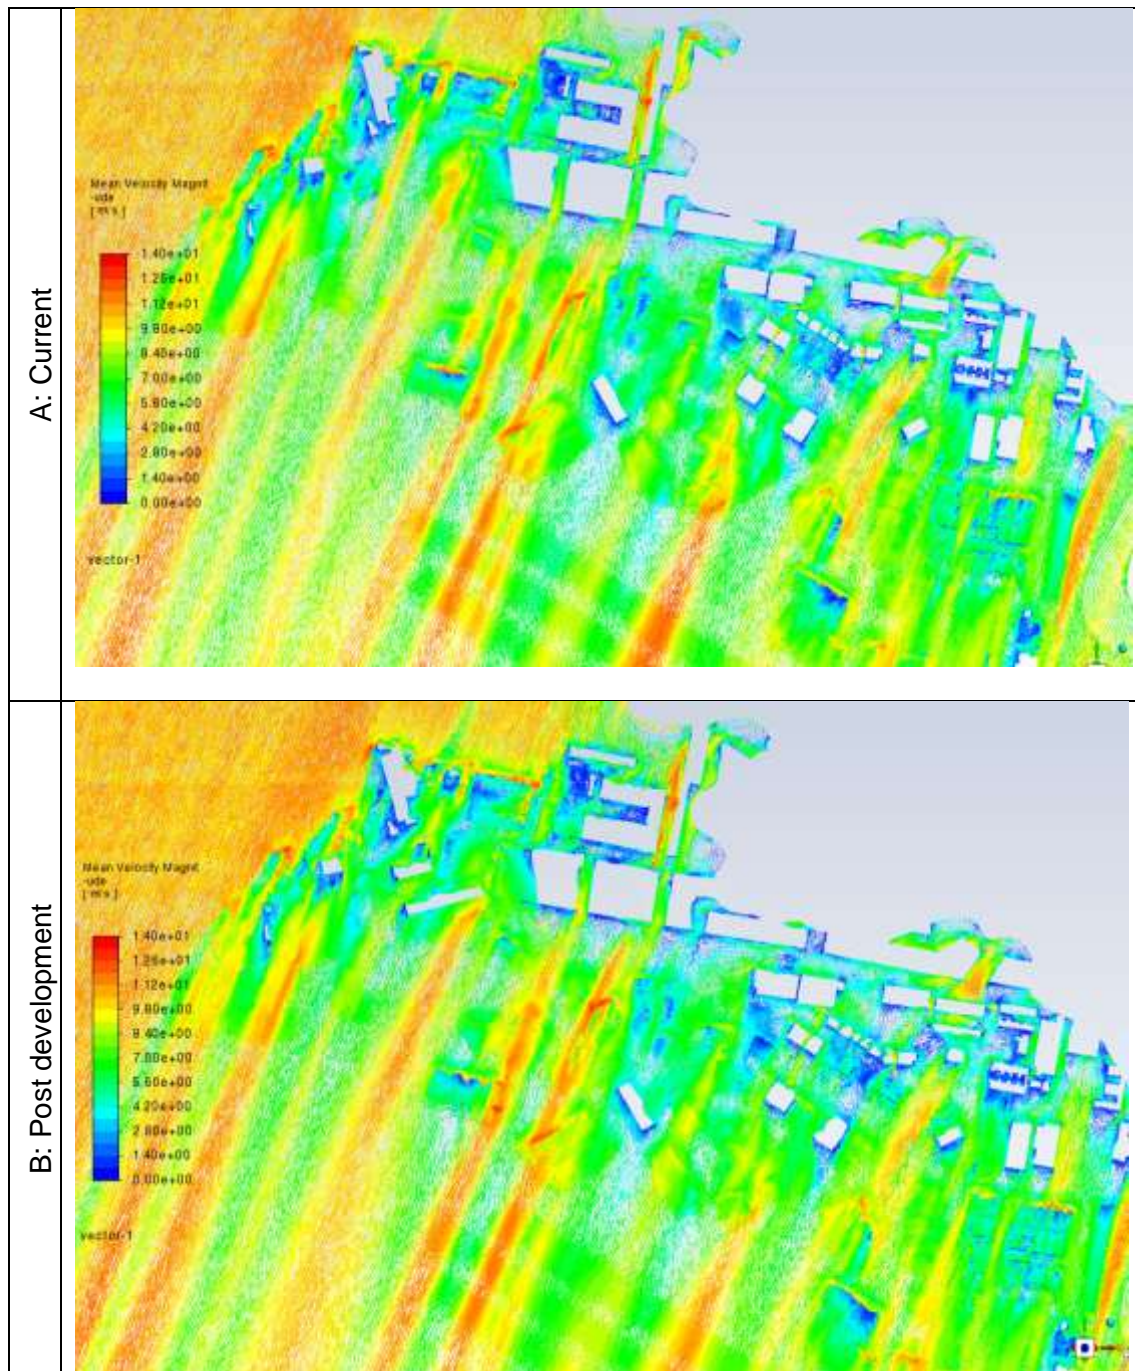 A: Current
Mean Velocity Magnit
-ude
[ m/s ]
1.40e+01
1.26e+01
1.12e+01
9.80e+00
8.40e+00
7.00e+00
5.60e+00
4.20e+00
2.80e+00
1.40e+00
0.00e+00
vector-1
B: Post development
Mean Velocity Magnit
-ude
[ m/s ]
1.40e+01
1.26e+01
1.12e+01
9.80e+00
8.40e+00
7.00e+00
5.60e+00
4.20e+00
2.80e+00
1.40e+00
0.00e+00
vector-1